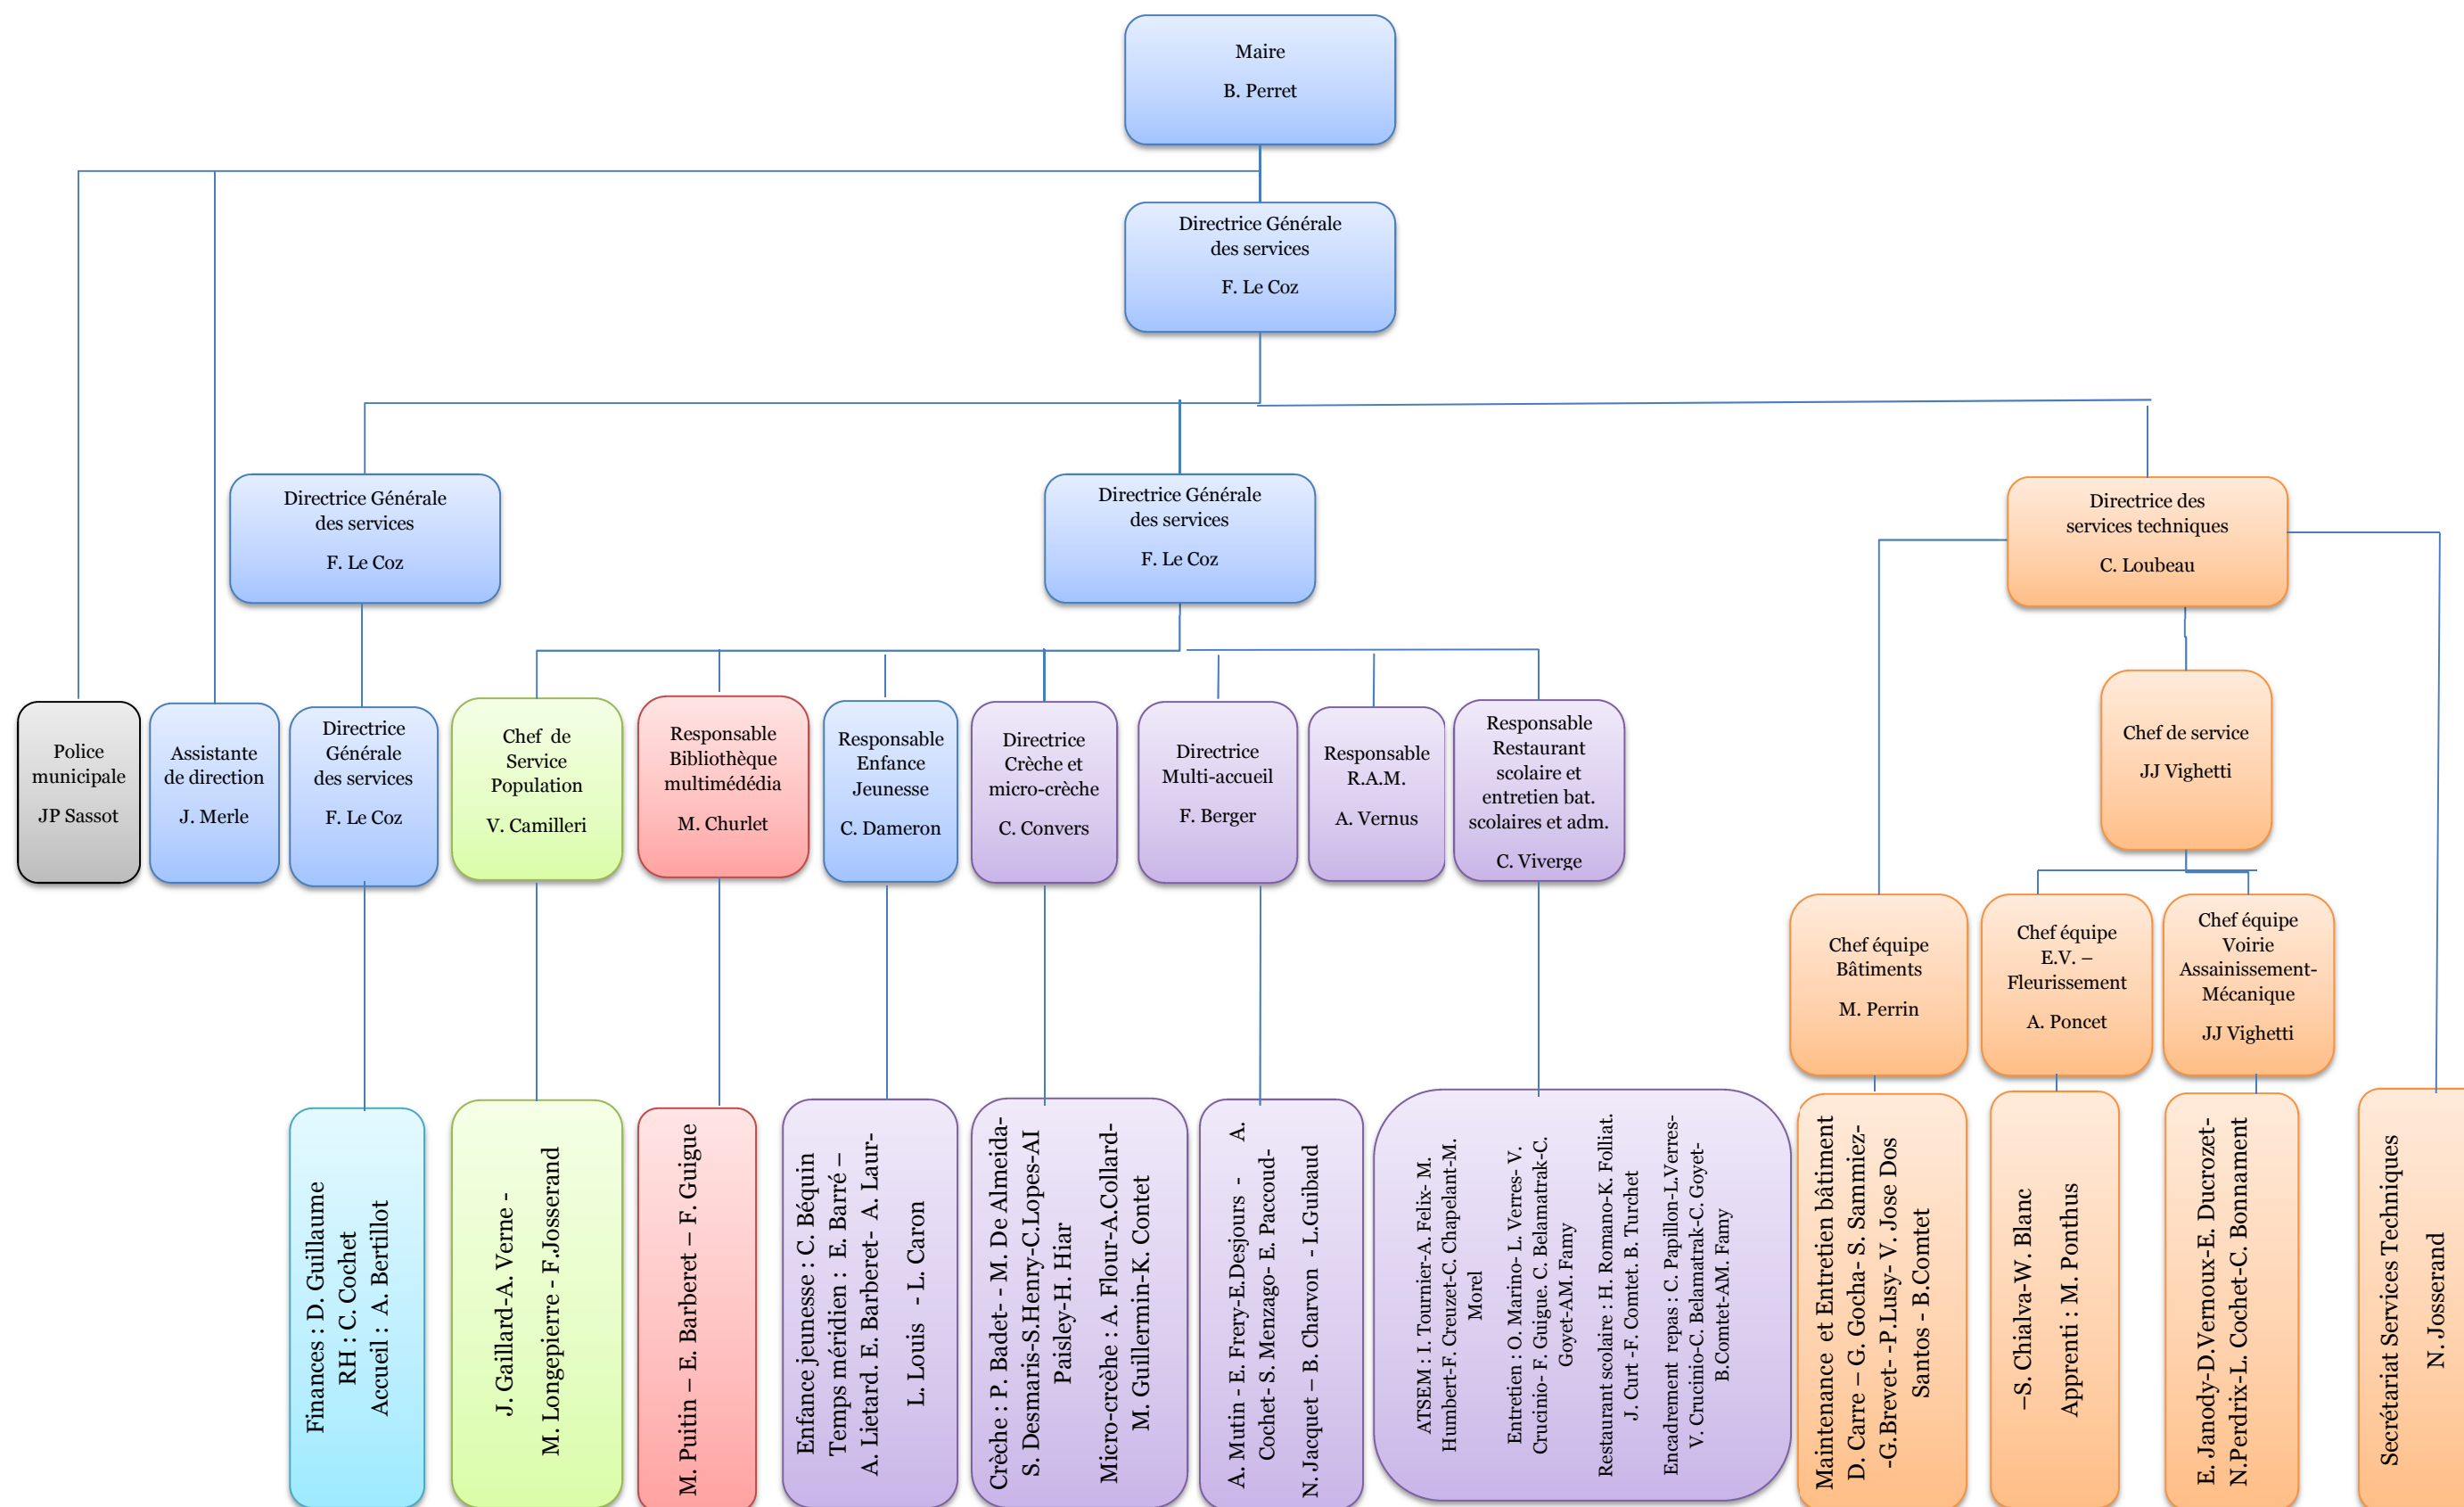 Maire
B. Perret
Directrice Générale
des services
F. Le Coz
Directrice Générale
des services
F. Le Coz
Directrice Générale
des services
F. Le Coz
Directrice des
services techniques
C. Loubeau
Chef de service
JJ Vighetti
Police
municipale
JP Sassot
Assistante
de direction
J. Merle
Directrice
Générale
des services
F. Le Coz
Chef de
Service
Population
V. Camilleri
Responsable
Bibliothèque
multimédédia
M. Churlet
Responsable
Enfance
Jeunesse
C. Dameron
Directrice
Crèche et
micro-crèche
C. Convers
Directrice
Multi-accueil
F. Berger
Responsable
R.A.M.
A. Vernus
Responsable
Restaurant
scolaire et
entretien bat.
scolaires et adm.
C. Viverge
Chef équipe
Bâtiments
M. Perrin
Chef équipe
E.V. –
Fleurissement
A. Poncet
Chef équipe
Voirie
Assainissement-
Mécanique
JJ Vighetti
Finances : D. Guillaume
RH : C. Cochet
Accueil : A. Bertillot
J. Gaillard-A. Verne -
M. Longepierre - F.Josserand
M. Puitin – E. Barberet – F. Guigue
Enfance jeunesse : C. Béquin
Temps méridien : E. Barré –
A. Lietard. E. Barberet- A. Laur-
L. Louis - L. Caron
Crèche : P. Badet- - M. De Almeida-
S. Desmaris-S.Henry-C.Lopes-AI
Paisley-H. Hiar
Micro-crcèhe : A. Flour-A.Collard-
M. Guillermin-K. Contet
A. Mutin - E. Frery-E.Desjours - A.
Cochet- S. Menzago- E. Paccoud-
N. Jacquet – B. Charvon - L.Guibaud
ATSEM : I. Tournier-A. Felix- M.
Humbert-F. Creuzet-C. Chapelant-M.
Morel
Entretien : O. Marino- L. Verres- V.
Crucinio- F. Guigue. C. Belamatrak-C.
Goyet-AM. Famy
Restaurant scolaire : H. Romano-K. Folliat.
J. Curt -F. Comtet. B. Turchet
Encadrement repas : C. Papillon-L.Verres-
V. Crucinio-C. Belamatrak-C. Goyet-
B.Comtet-AM. Famy
Maintenance et Entretien bâtiment
D. Carre – G. Gocha- S. Sammiez-
-G.Brevet- -P.Lusy- V. Jose Dos
Santos - B.Comtet
–S. Chialva-W. Blanc
Apprenti : M. Ponthus
E. Janody-D.Vernoux-E. Ducrozet-
N.Perdrix-L. Cochet-C. Bonnament
Secrétariat Services Techniques
N. Josserand